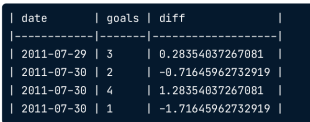 | date       | goals | diff              |
|------------|-------|-------------------|
| 2011-07-29 | 3     | 0.28354037267081  |
| 2011-07-30 | 2     | -0.71645962732919 |
| 2011-07-30 | 4     | 1.28354037267081  |
| 2011-07-30 | 1     | -1.71645962732919 |